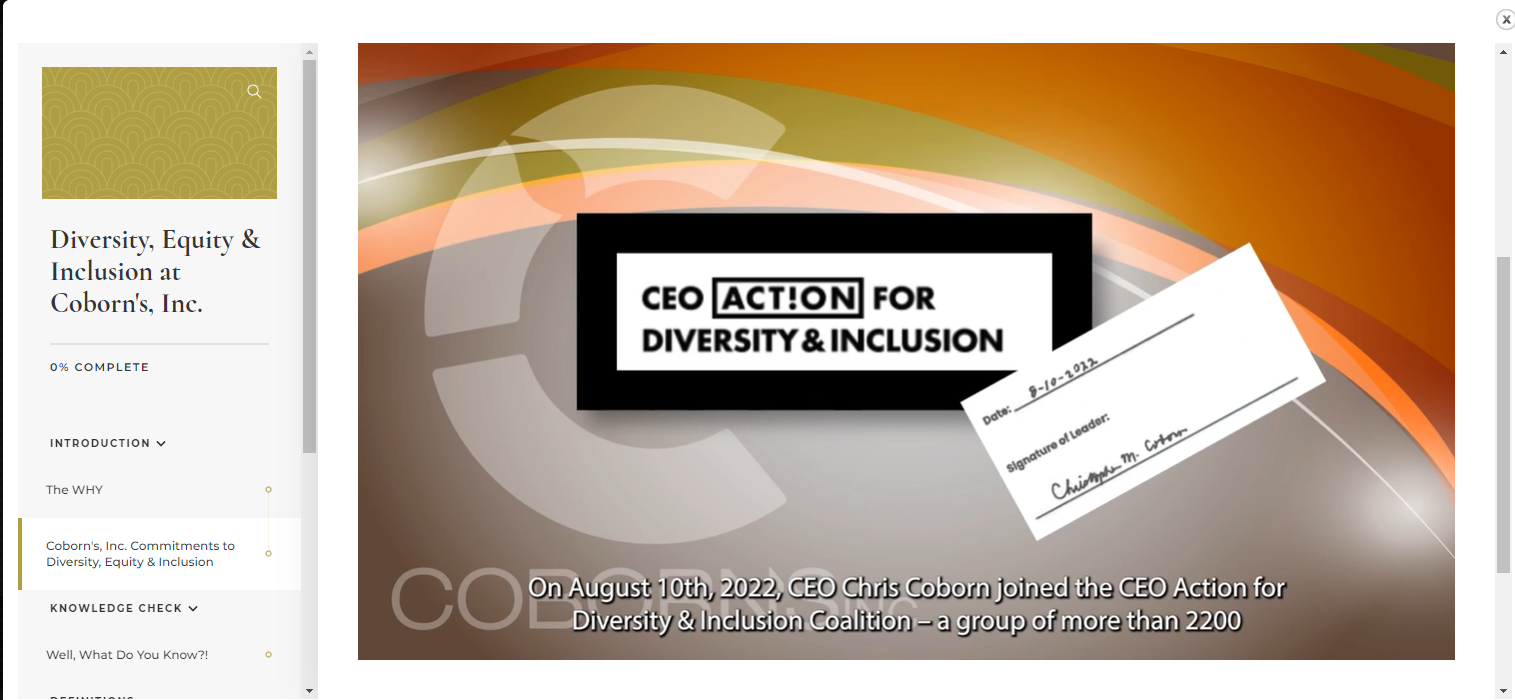 X
Diversity, Equity &
Inclusion at
Coborn's, Inc.
0% COMPLETE
INTRODUCTION
The WHY
Coborn's, Inc. Commitments to
Diversity, Equity & Inclusion
KNOWLEDGE CHECK
Well, What Do You Know?!
DEFINITIONS
CEO ACT!ON FOR
DIVERSITY & INCLUSION
Date: 8-10-2022
Signature of Leader:
Christopher M. Coborn
COBORN'S INC
On August 10th, 2022, CEO Chris Coborn joined the CEO Action for
Diversity & Inclusion Coalition – a group of more than 2200